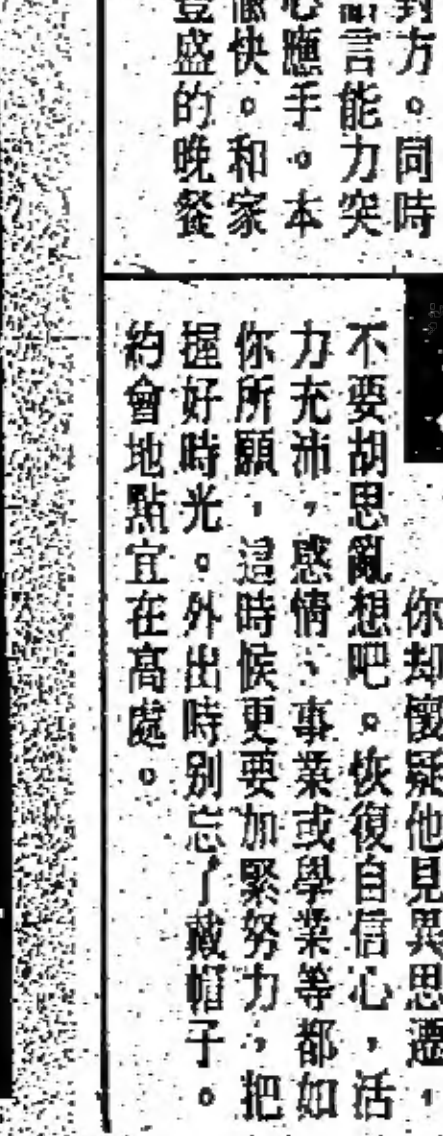 方。同時
言能力突
心應手。本
快。和家
盛的晚餐
你却懷疑他見異思遷，
不要胡思亂想吧。恢復自信心，活
力充沛，感情、事業或學業等都如
你所願，這時候更要加緊努力，把
握好時光。外出時别忘了戴帽子。
約會地點宜在高處。